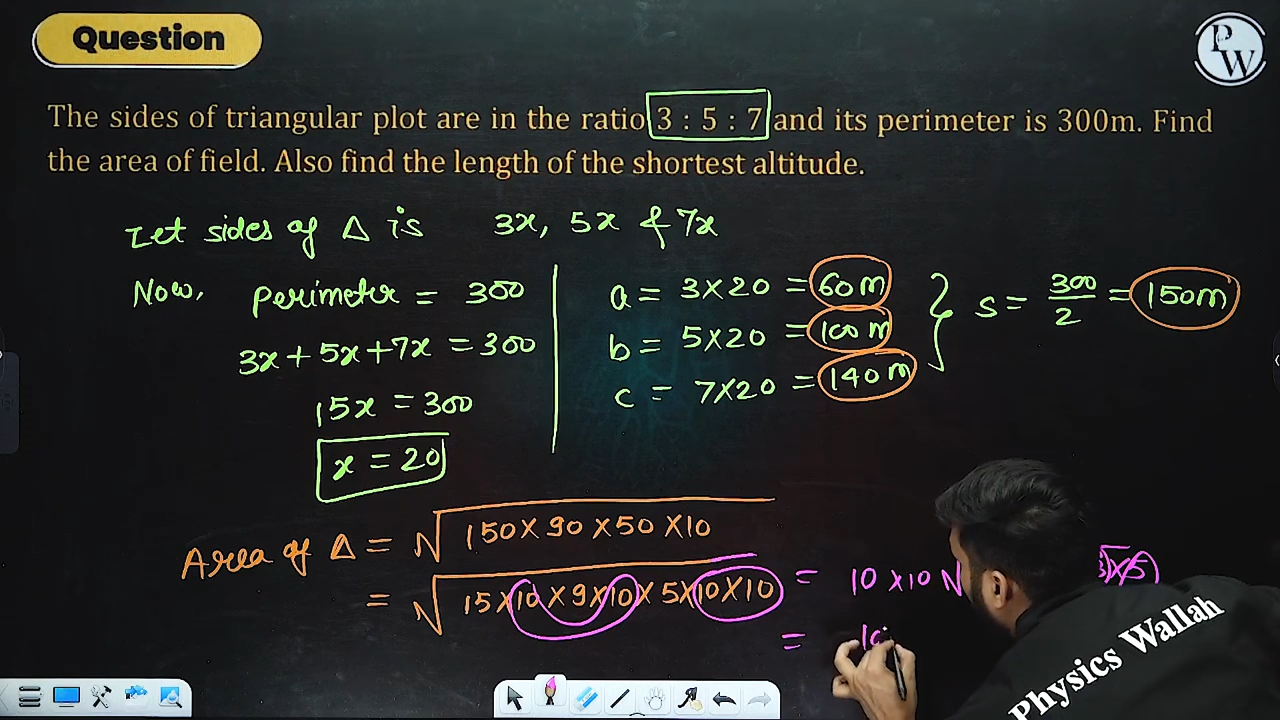 Question
PW
The sides of triangular plot are in the ratio 3 : 5 : 7 and its perimeter is 300m. Find
the area of field. Also find the length of the shortest altitude.
Let sides of △ is 3x, 5x & 7x
Now, perimeter = 300
3x + 5x + 7x = 300
15x = 300
x = 20
a = 3 × 20 = 60m
b = 5 × 20 = 100m
c = 7 × 20 = 140m
s = 300/2 = 150m
Area of △ = √150 × 90 × 50 × 10
= √15 × 10 × 9 × 10 × 5 × 10 × 10 = 10 × 10 √ 3 × 5
= 10
Physics Wallah